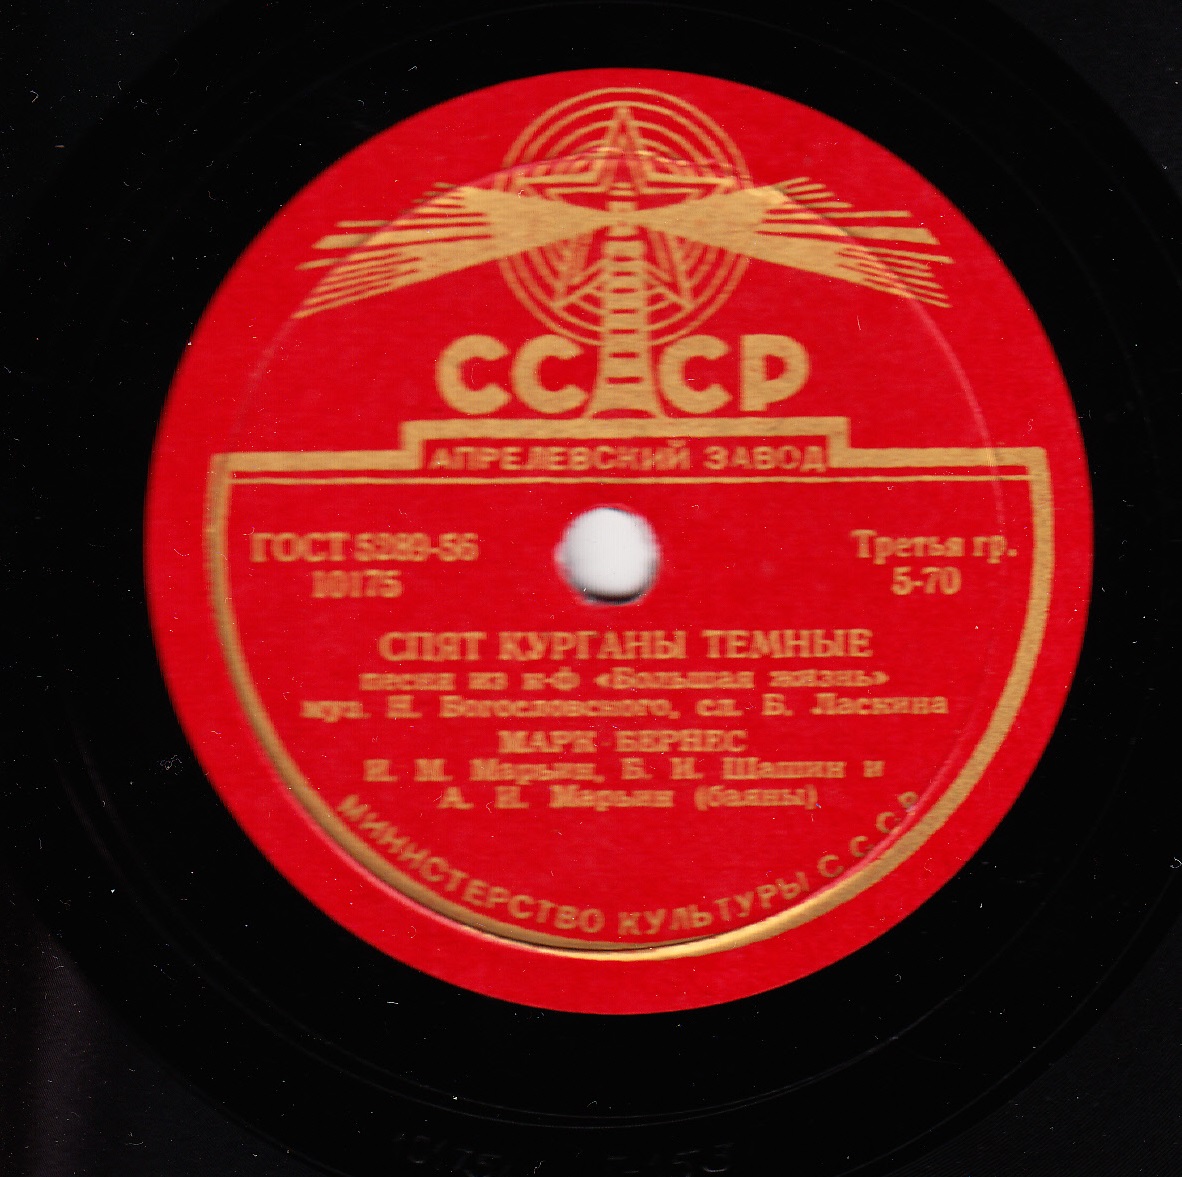 СССР
АПРЕЛЕВСКИЙ ЗАВОД
ГОСТ 5289-56
10175
Третья гр.
5-70
СПЯТ КУРГАНЫ ТЕМНЫЕ
песня из к-ф «Большая жизнь»
муз. Н. Богословского, сл. Б. Ласкина
МАРК БЕРНЕС
М. Марьин, Б. И. Шашин и
А. Н. Марьин (баяны)
МИНИСТЕРСТВО КУЛЬТУРЫ СССР